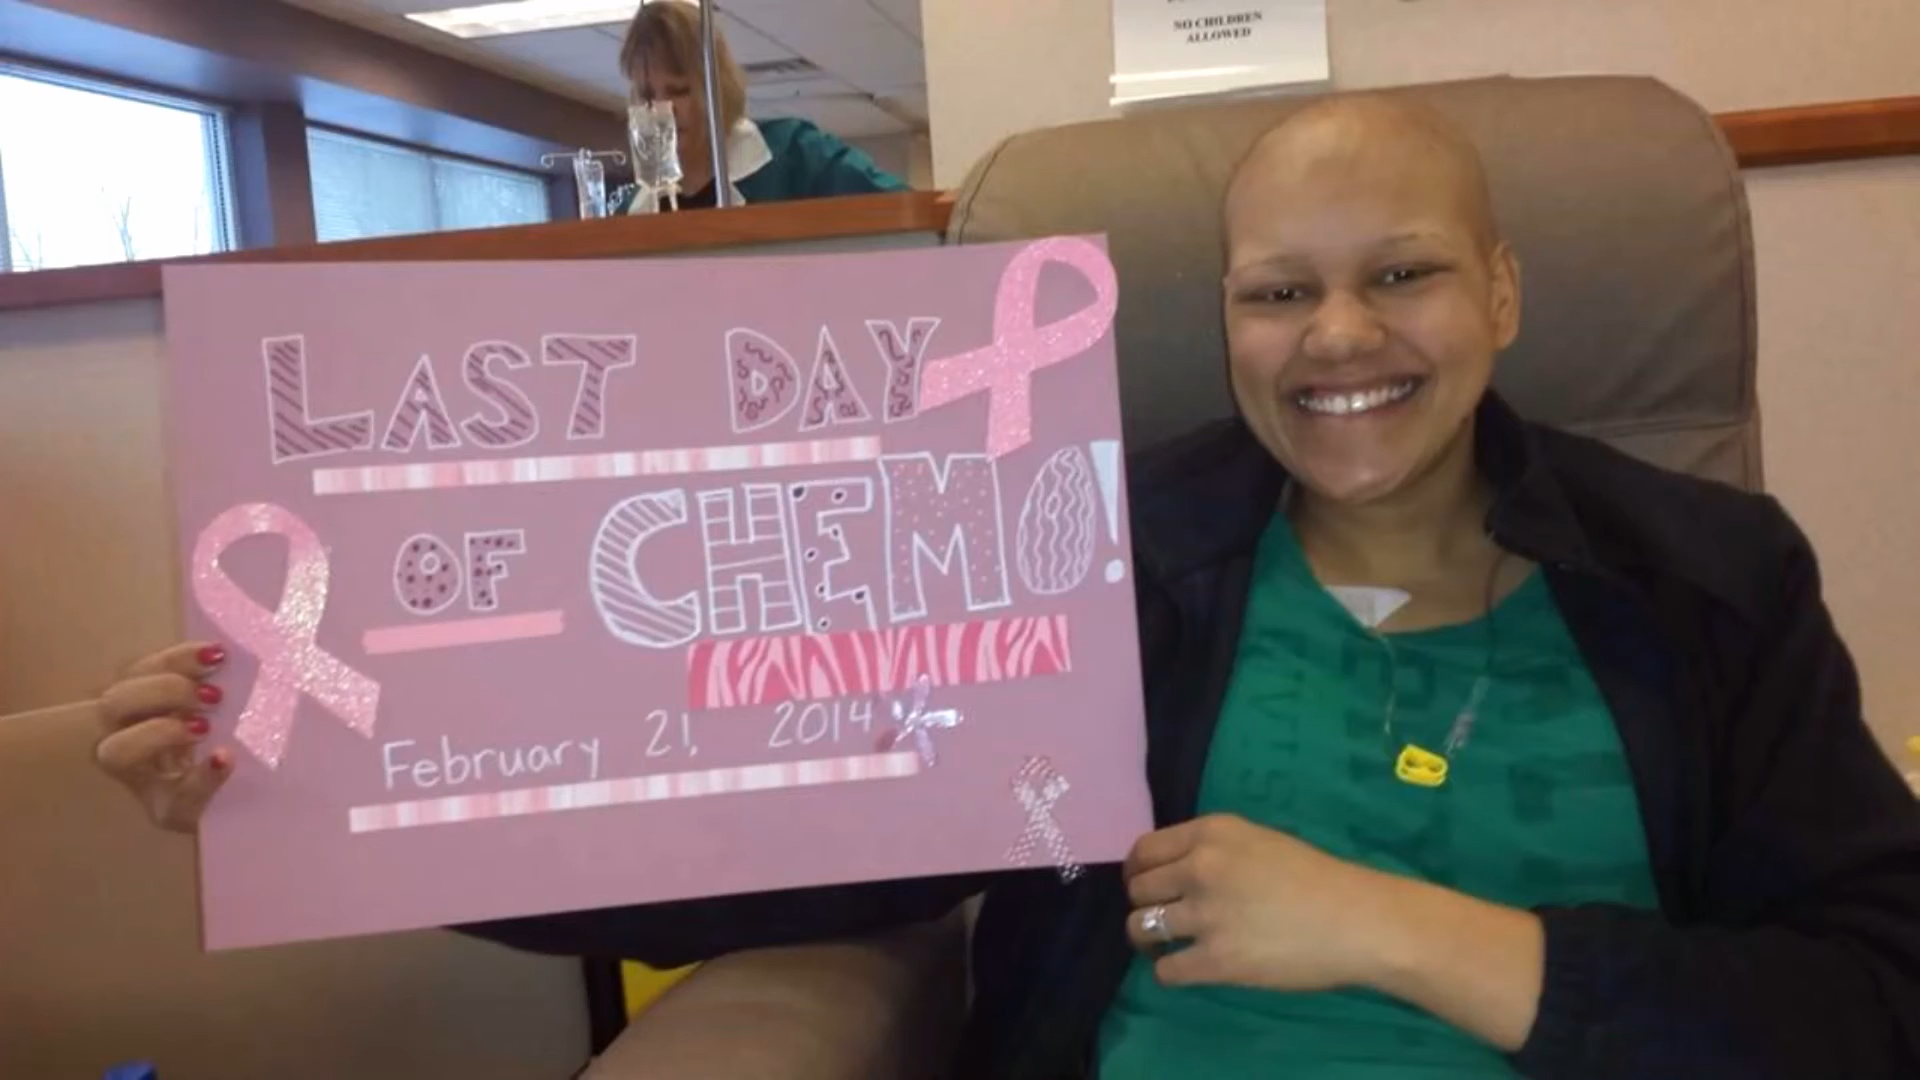 NO CHILDREN
ALLOWED
LAST DAY
OF CHEMO!
February 21, 2014